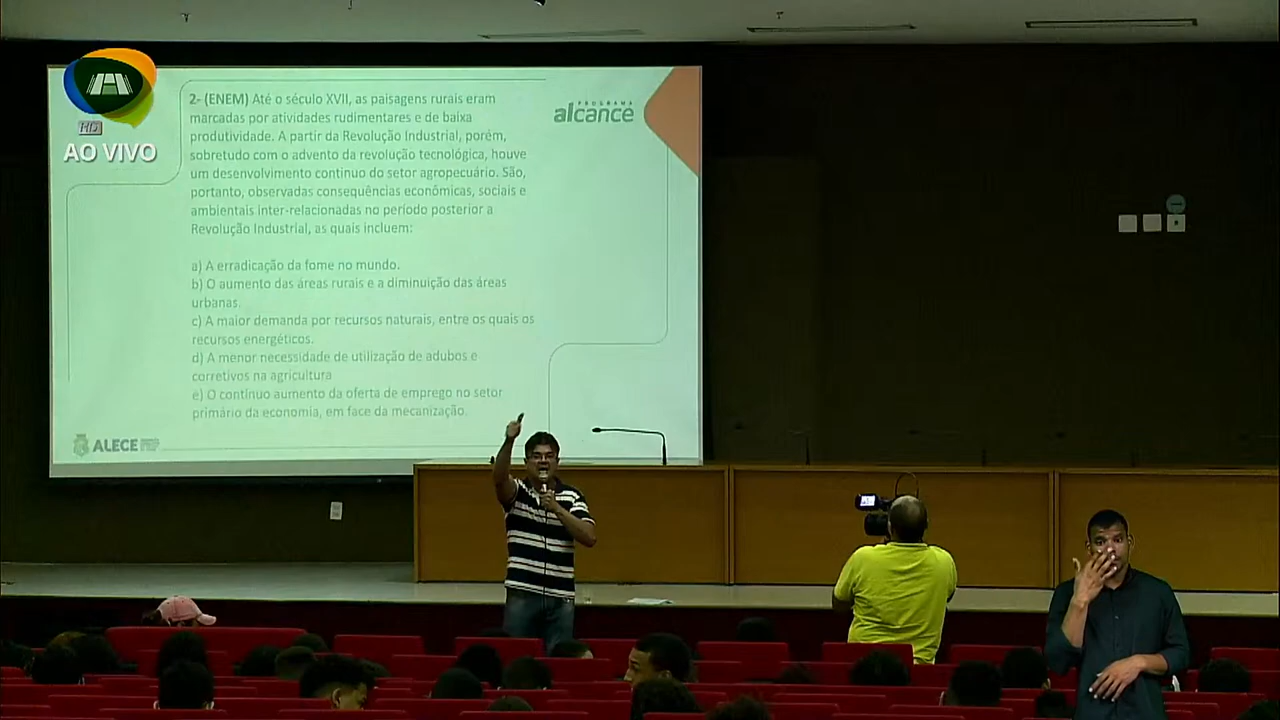 HD
AO VIVO
2- (ENEM) Até o século XVII, as paisagens rurais eram
marcadas por atividades rudimentares e de baixa
produtividade. A partir da Revolução Industrial, porém,
sobretudo com o advento da revolução tecnológica, houve
um desenvolvimento continuo do setor agropecuário. São,
portanto, observadas consequências econômicas, sociais e
ambientais inter-relacionadas no período posterior a
Revolução Industrial, as quais incluem:
a) A erradicação da fome no mundo.
b) O aumento das áreas rurais e a diminuição das áreas
urbanas.
c) A maior demanda por recursos naturais, entre os quais os
recursos energéticos.
d) A menor necessidade de utilização de adubos e
corretivos na agricultura
e) O contínuo aumento da oferta de emprego no setor
primário da economia, em face da mecanização.
PROGRAMA
alcance
ALECE